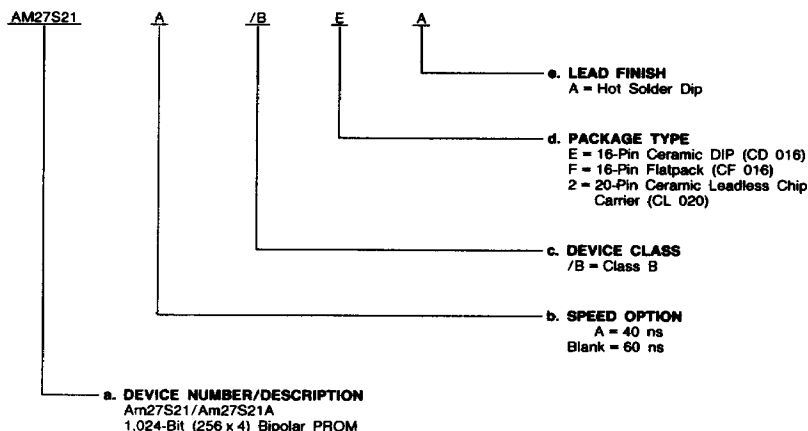 AM27S21 A /B E A
e. LEAD FINISH
A = Hot Solder Dip
d. PACKAGE TYPE
E = 16-Pin Ceramic DIP (CD 016)
F = 16-Pin Flatpack (CF 016)
2 = 20-Pin Ceramic Leadless Chip
Carrier (CL 020)
c. DEVICE CLASS
/B = Class B
b. SPEED OPTION
A = 40 ns
Blank = 60 ns
a. DEVICE NUMBER/DESCRIPTION
Am27S21/Am27S21A
1,024-Bit (256 x 4) Bipolar PROM